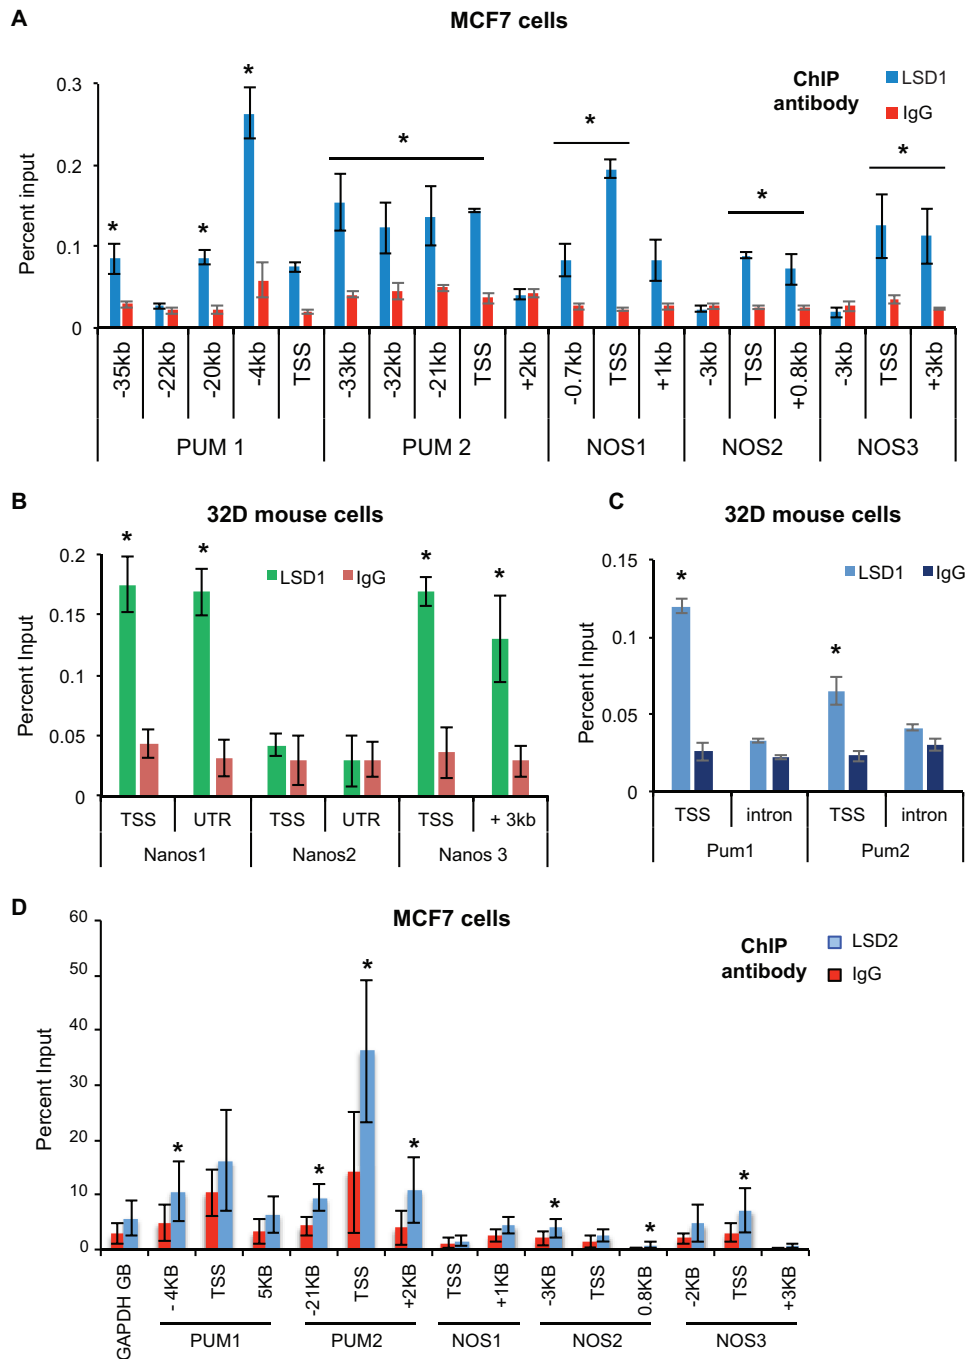 A
MCF7 cells
ChIP antibody
LSD1
IgG
Percent input
0.3
0.2
0.1
0
* * * * * * *
-35kb -22kb -20kb -4kb TSS -33kb -32kb -21kb TSS +2kb -0.7kb TSS +1kb -3kb TSS +0.8kb -3kb TSS +3kb
PUM 1 PUM 2 NOS1 NOS2 NOS3
B
32D mouse cells
LSD1 IgG
Percent Input
0.2
0.15
0.1
0.05
0
* * * *
TSS UTR TSS UTR TSS + 3kb
Nanos1 Nanos2 Nanos 3
C
32D mouse cells
LSD1 IgG
Percent Input
0.15
0.1
0.05
0
* *
TSS intron TSS intron
Pum1 Pum2
D
MCF7 cells
ChIP antibody
LSD2
IgG
Percent Input
60
50
40
30
20
10
0
* * * * * * *
GAPDH GB - 4KB TSS 5KB -21KB TSS +2KB TSS +1KB -3KB TSS 0.8KB -2KB TSS +3KB
PUM1 PUM2 NOS1 NOS2 NOS3